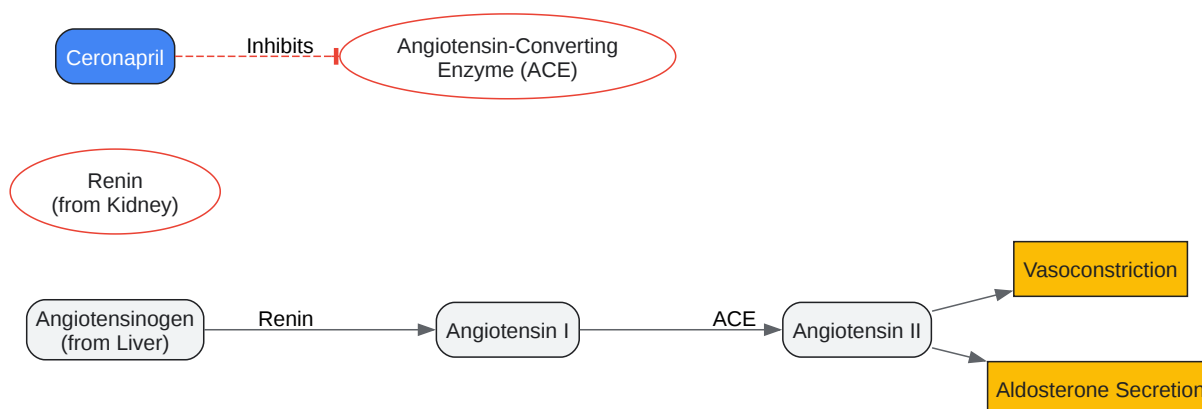 Ceronapril
Inhibits
Angiotensin-Converting
Enzyme (ACE)
Renin
(from Kidney)
Vasoconstriction
Angiotensinogen
(from Liver)
Renin
Angiotensin I
ACE
Angiotensin II
Aldosterone Secretion